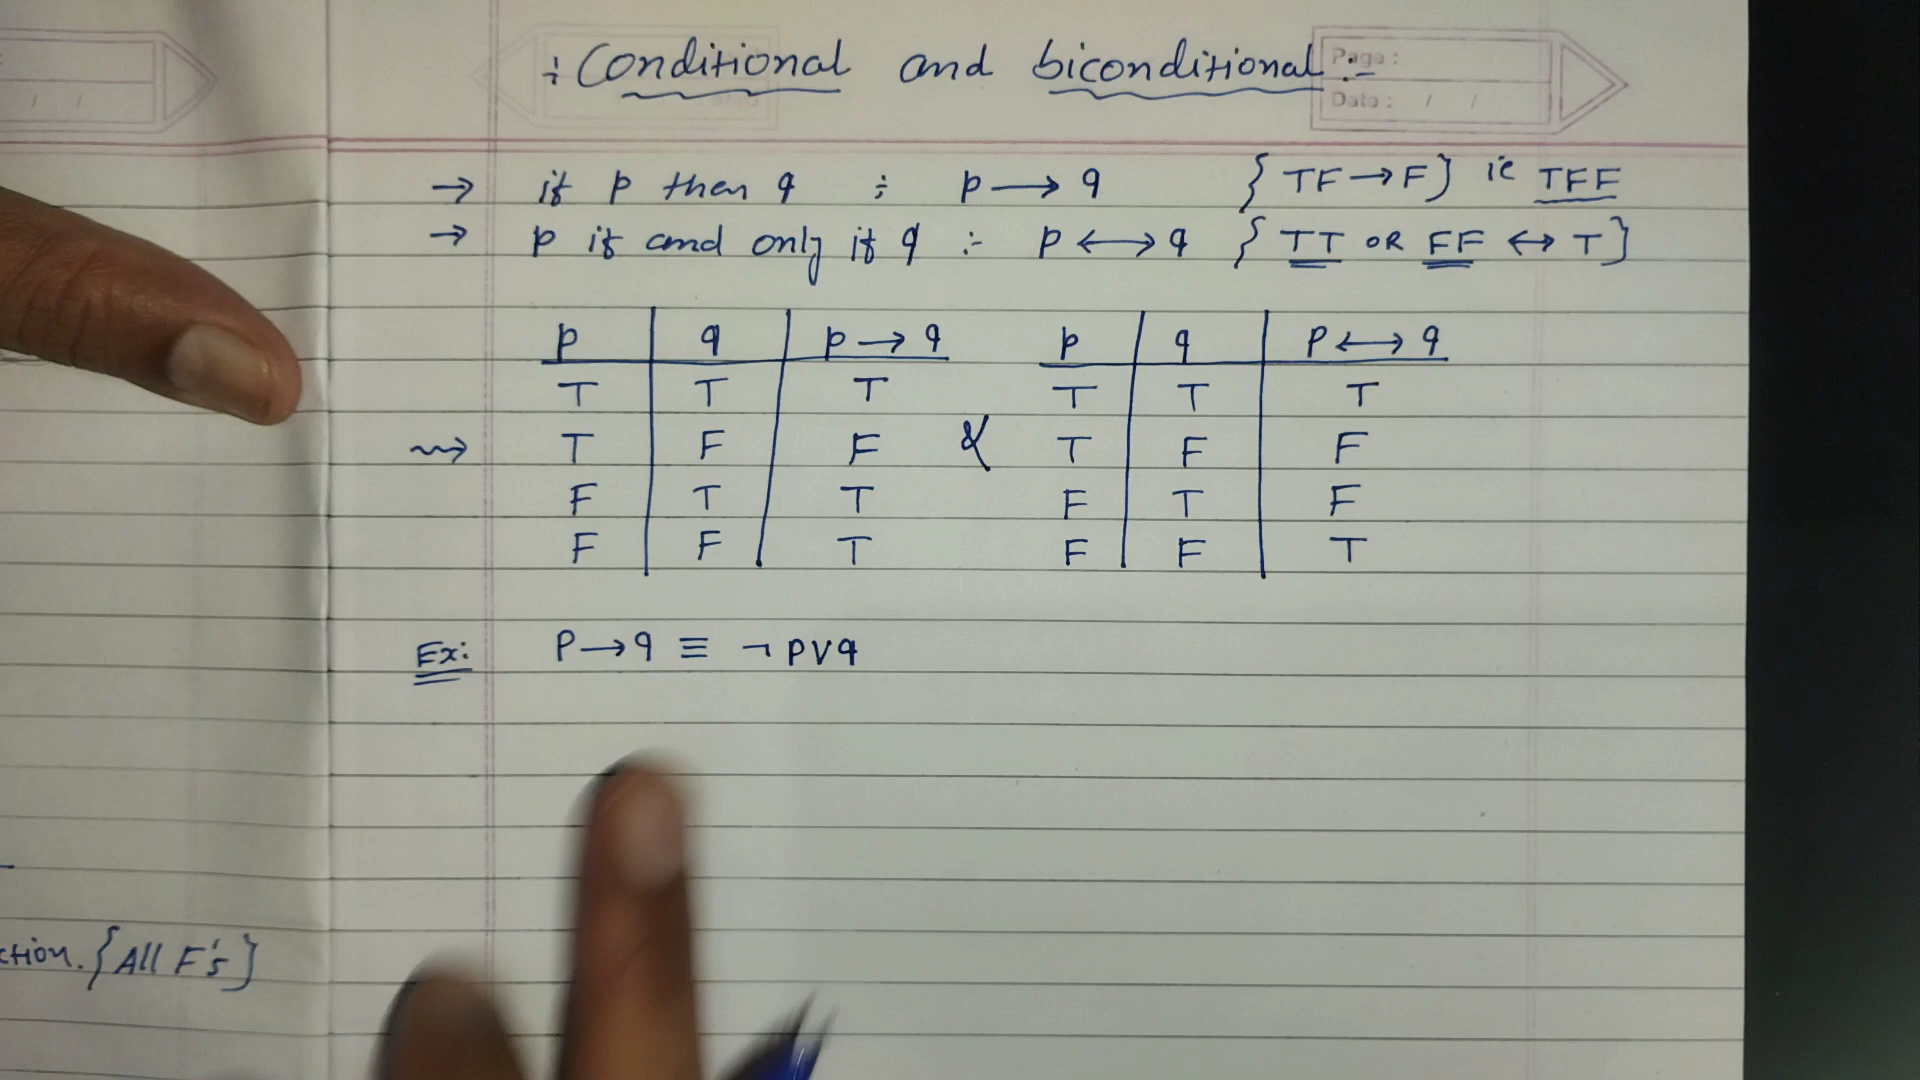 :- Conditional and biconditional :-
Page :
Date : / /
→ if p then q :- p → q { TF → F } ie TFF
→ p if and only if q :- p ↔ q { TT OR FF ↔ T }
p q p → q p q p ↔ q
T T T T T T
⇝ T F F & T F F
F T T F T F
F F T F F T
Ex: P → q ≡ ¬ p ∨ q
ction. { All F's }